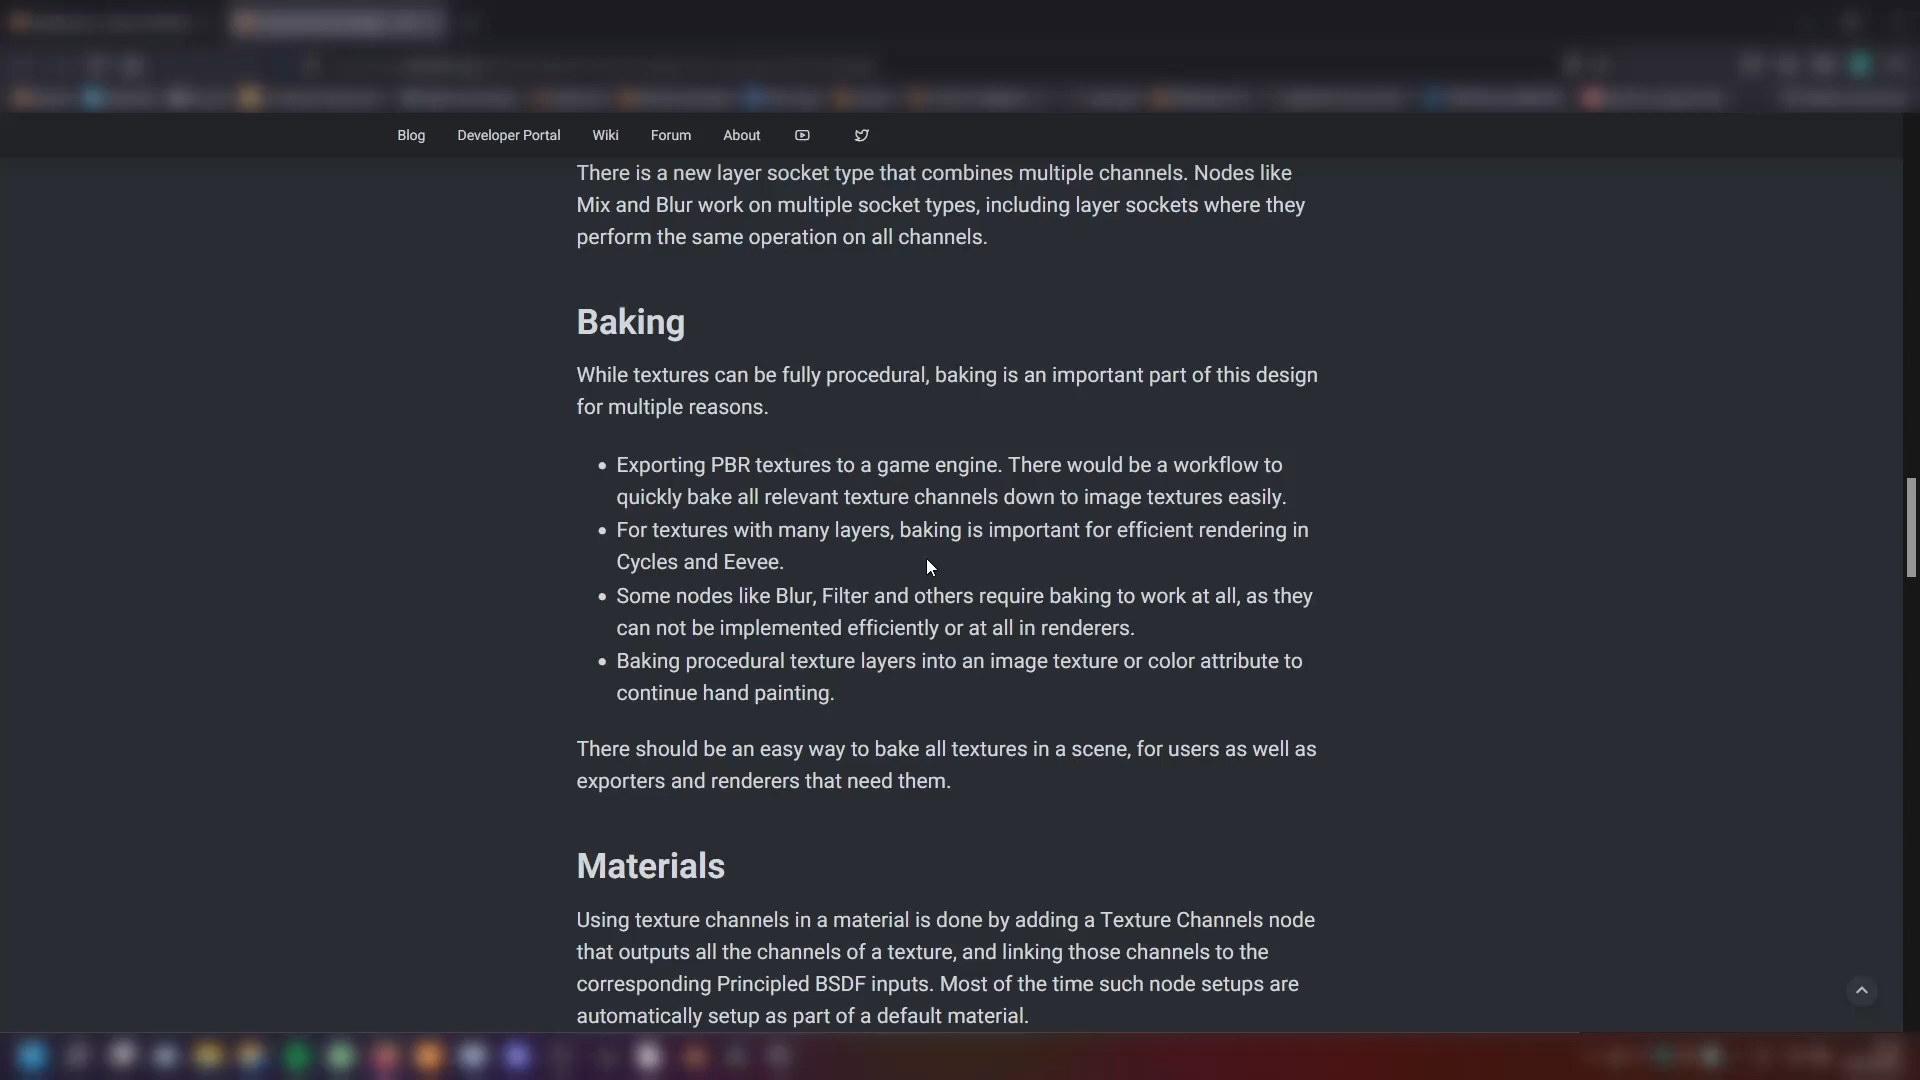 Blog Developer Portal Wiki Forum About
There is a new layer socket type that combines multiple channels. Nodes like
Mix and Blur work on multiple socket types, including layer sockets where they
perform the same operation on all channels.
Baking
While textures can be fully procedural, baking is an important part of this design
for multiple reasons.
• Exporting PBR textures to a game engine. There would be a workflow to
quickly bake all relevant texture channels down to image textures easily.
• For textures with many layers, baking is important for efficient rendering in
Cycles and Eevee.
• Some nodes like Blur, Filter and others require baking to work at all, as they
can not be implemented efficiently or at all in renderers.
• Baking procedural texture layers into an image texture or color attribute to
continue hand painting.
There should be an easy way to bake all textures in a scene, for users as well as
exporters and renderers that need them.
Materials
Using texture channels in a material is done by adding a Texture Channels node
that outputs all the channels of a texture, and linking those channels to the
corresponding Principled BSDF inputs. Most of the time such node setups are
automatically setup as part of a default material.